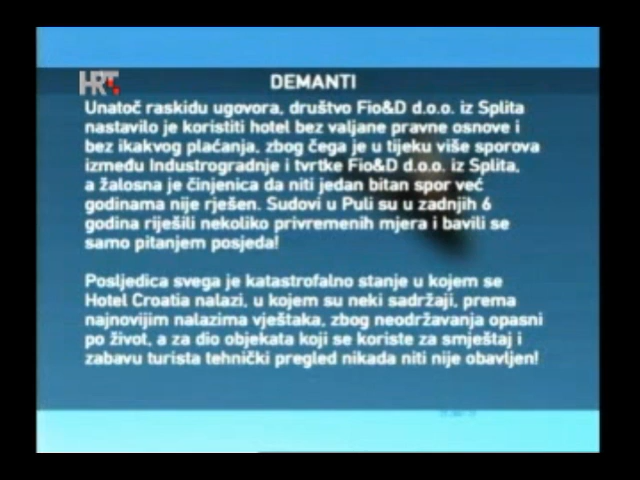 HRT
DEMANTI
Unatoč raskidu ugovora, društvo Fio&D d.o.o. iz Splita
nastavilo je koristiti hotel bez valjane pravne osnove i
bez ikakvog plaćanja, zbog čega je u tijeku više sporova
između Industrogradnje i tvrtke Fio&D d.o.o. iz Splita,
a žalosna je činjenica da niti jedan bitan spor već
godinama nije rješen. Sudovi u Puli su u zadnjih 6
godina riješili nekoliko privremenih mjera i bavili se
samo pitanjem posjeda!
Posljedica svega je katastrofalno stanje u kojem se
Hotel Croatia nalazi, u kojem su neki sadržaji, prema
najnovijim nalazima vještaka, zbog neodržavanja opasni
po život, a za dio objekata koji se koriste za smještaj i
zabavu turista tehnički pregled nikada niti nije obavljen!